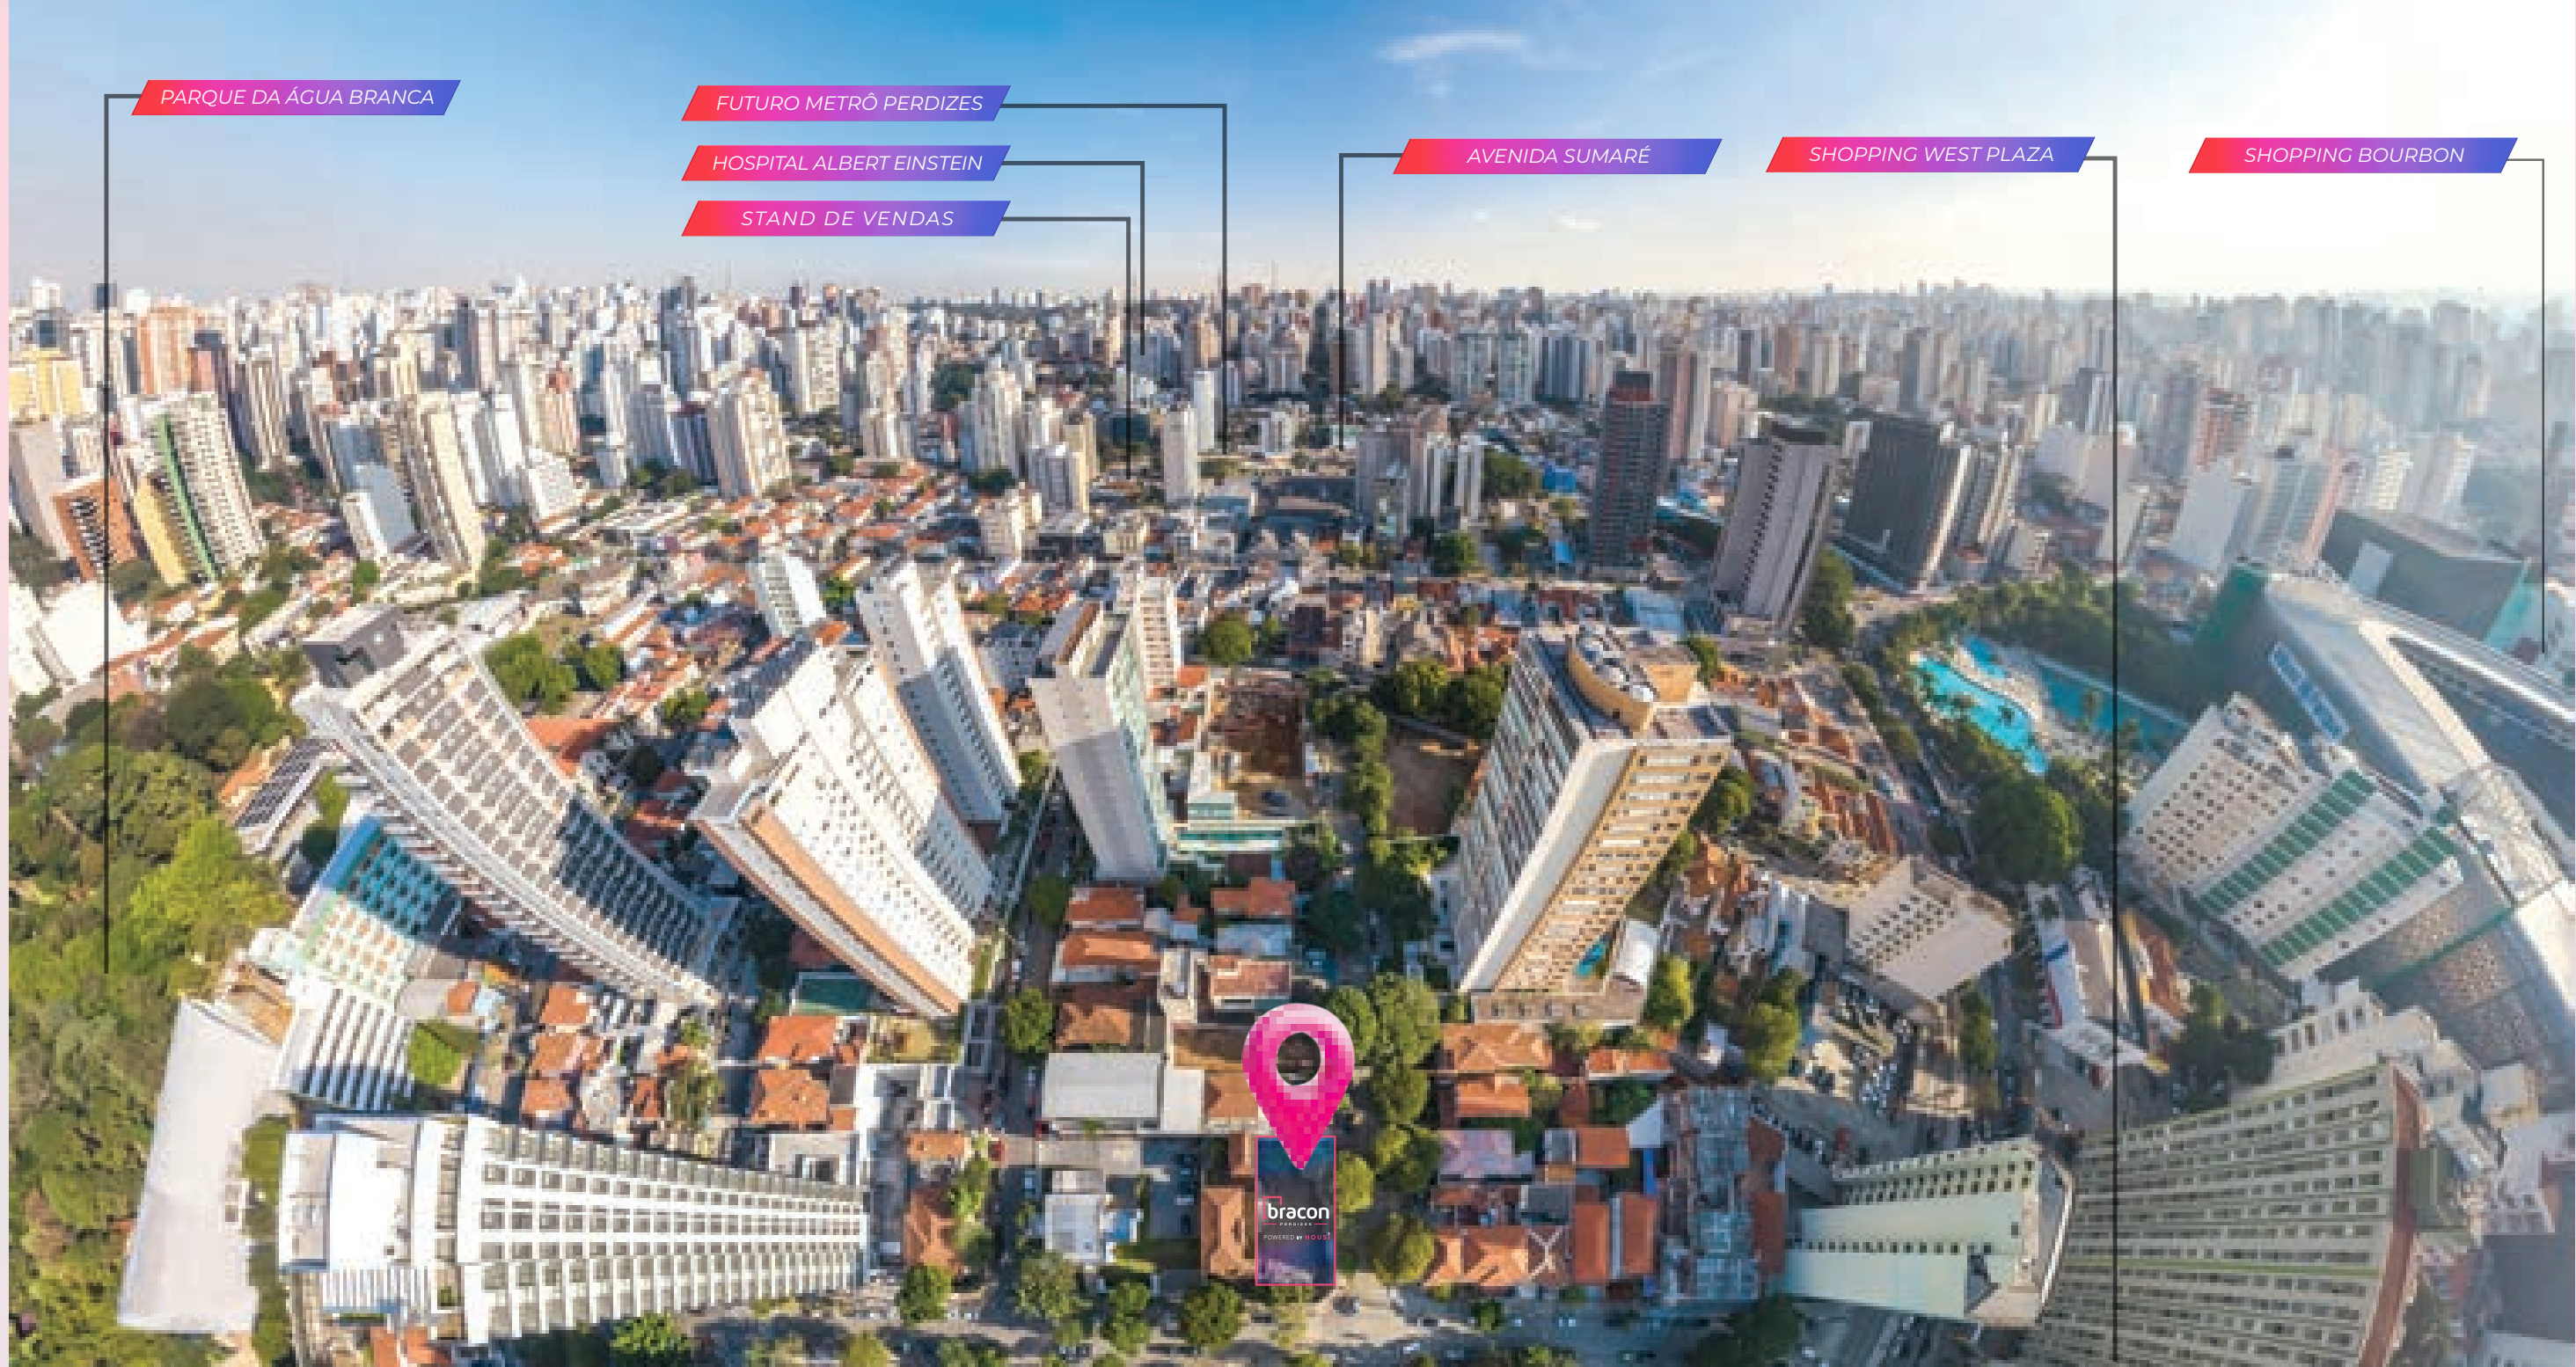 PARQUE DA ÁGUA BRANCA
FUTURO METRÔ PERDIZES
HOSPITAL ALBERT EINSTEIN
STAND DE VENDAS
AVENIDA SUMARÉ
SHOPPING WEST PLAZA
SHOPPING BOURBON
bracon
PERDIZES
POWERED BY HOUSI